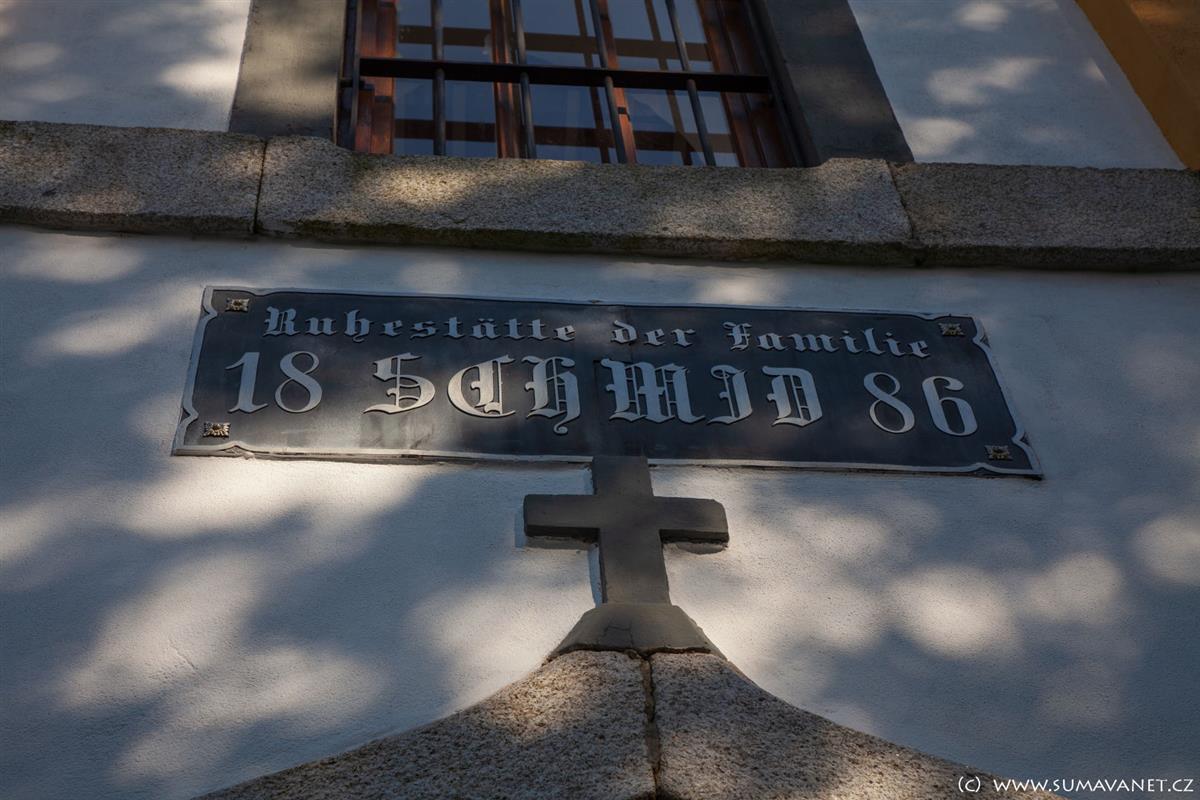 Ruhestätte der Familie
18 SCHMID 86
(c) WWW.SUMAVANET.CZ